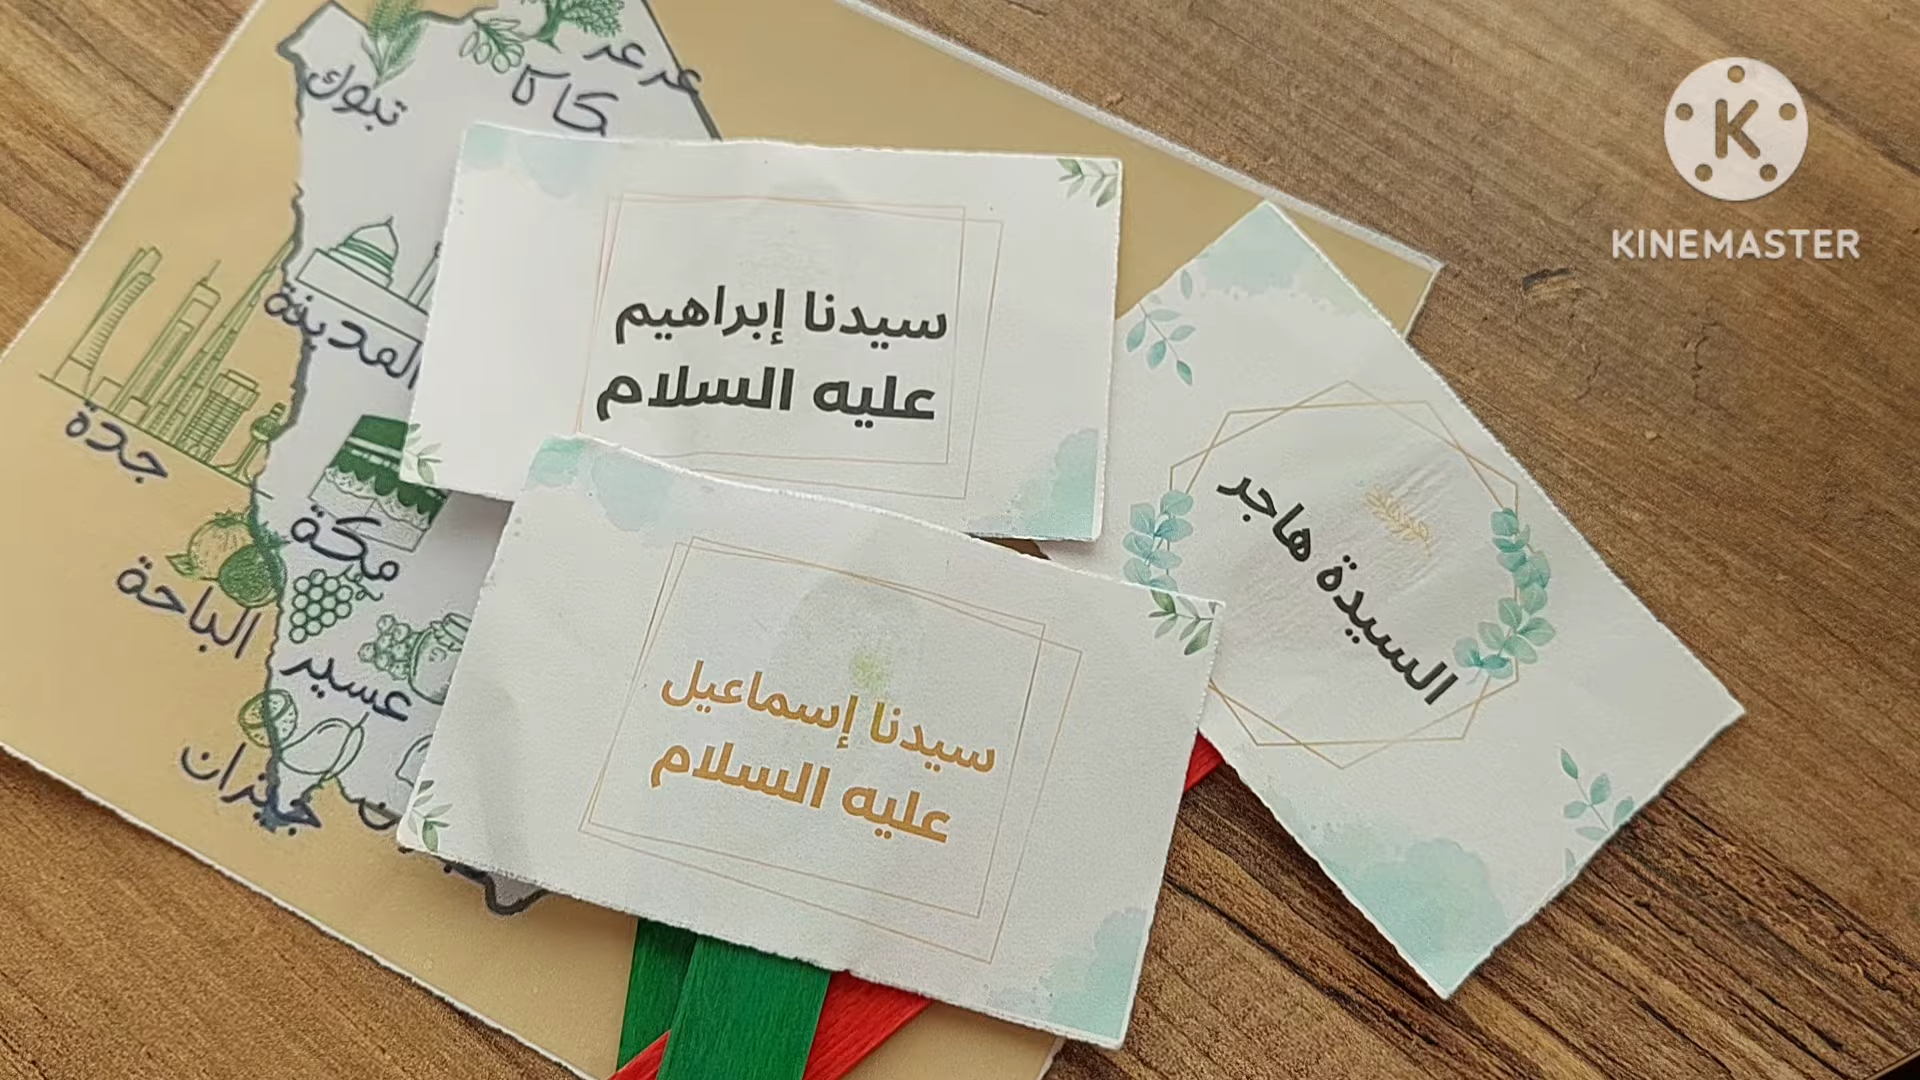 عرعر
تبوك
سيدنا إبراهيم
عليه السلام
المدينة
جدة
مكة
السيدة هاجر
الباحة
عسير
جيزان
سيدنا إسماعيل
عليه السلام
K
KINEMASTER